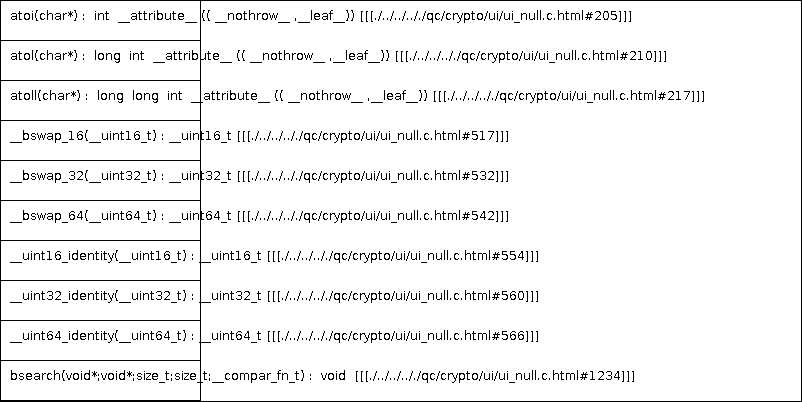 atoi(char*) : int __attribute__ (( __nothrow__ ,__leaf__)) [[[./../../../qc/crypto/ui/ui_null.c.html#205]]]
atol(char*) : long int __attribute__ (( __nothrow__ ,__leaf__)) [[[./../../../qc/crypto/ui/ui_null.c.html#210]]]
atoll(char*) : long long int __attribute__ (( __nothrow__ ,__leaf__)) [[[./../../../qc/crypto/ui/ui_null.c.html#217]]]
__bswap_16(__uint16_t) : __uint16_t [[[./../../../qc/crypto/ui/ui_null.c.html#517]]]
__bswap_32(__uint32_t) : __uint32_t [[[./../../../qc/crypto/ui/ui_null.c.html#532]]]
__bswap_64(__uint64_t) : __uint64_t [[[./../../../qc/crypto/ui/ui_null.c.html#542]]]
__uint16_identity(__uint16_t) : __uint16_t [[[./../../../qc/crypto/ui/ui_null.c.html#554]]]
__uint32_identity(__uint32_t) : __uint32_t [[[./../../../qc/crypto/ui/ui_null.c.html#560]]]
__uint64_identity(__uint64_t) : __uint64_t [[[./../../../qc/crypto/ui/ui_null.c.html#566]]]
bsearch(void*;void*;size_t;size_t;__compar_fn_t) : void [[[./../../../qc/crypto/ui/ui_null.c.html#1234]]]